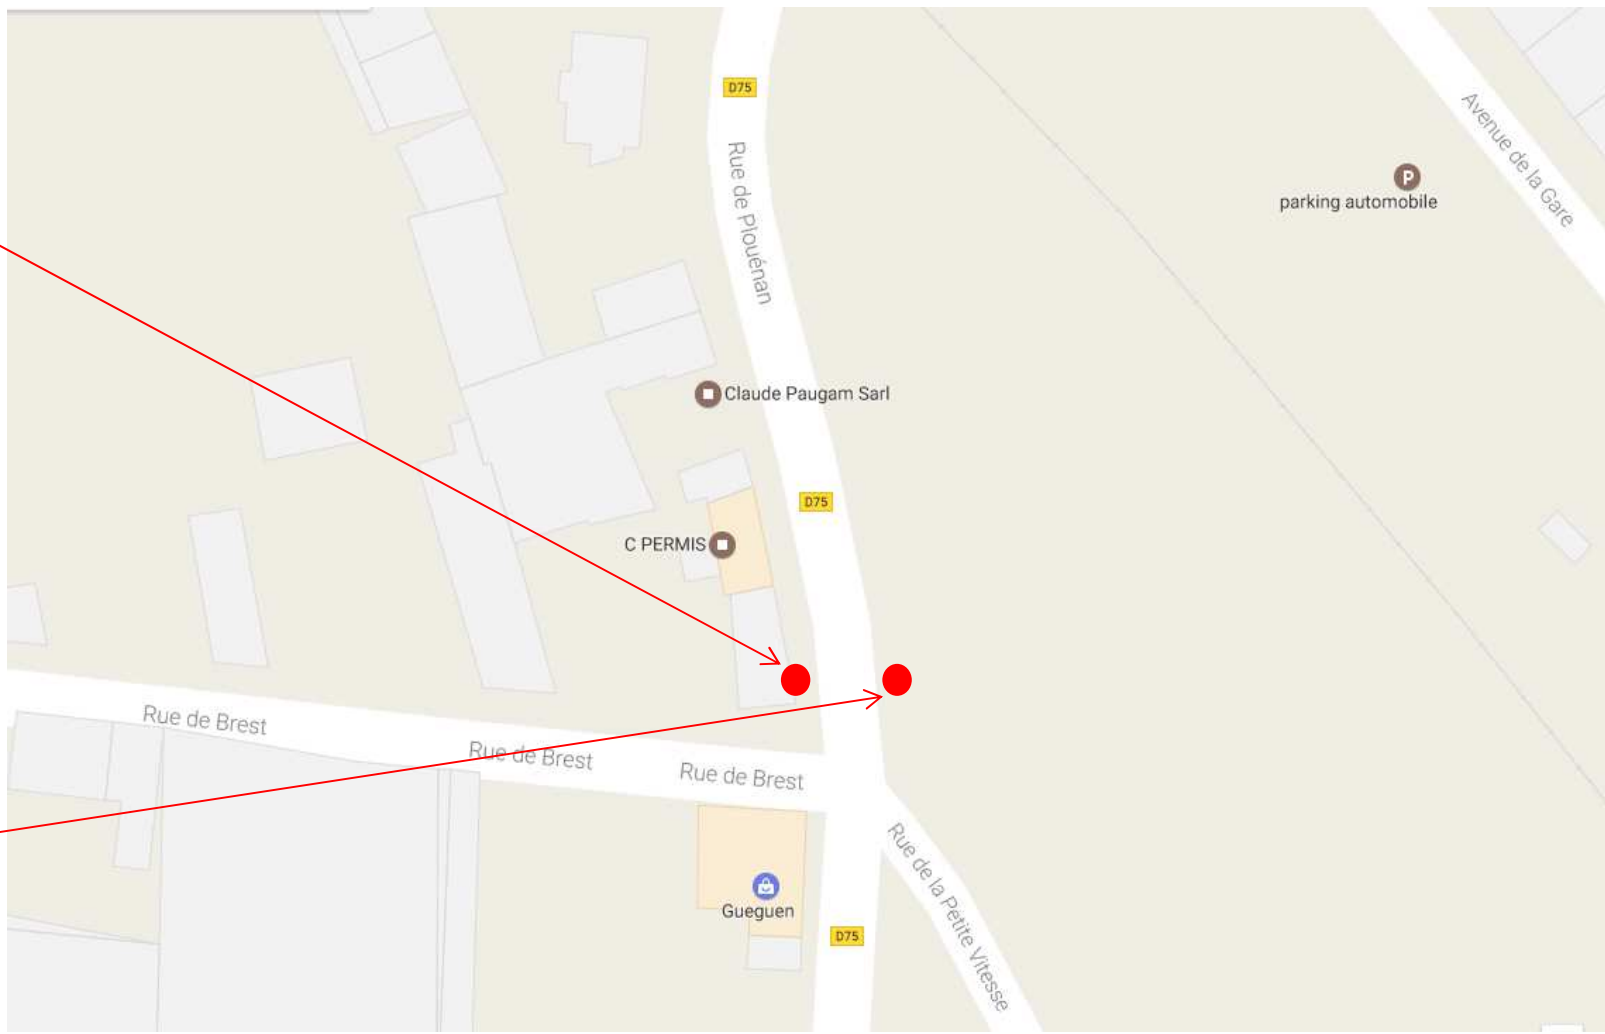 D75
Avenue de la Gare
Rue de Plouénan
P
parking automobile
Claude Paugam Sarl
D75
C PERMIS
Rue de Brest
Rue de Brest
Rue de Brest
Rue de la Petite Vitesse
Gueguen
D75